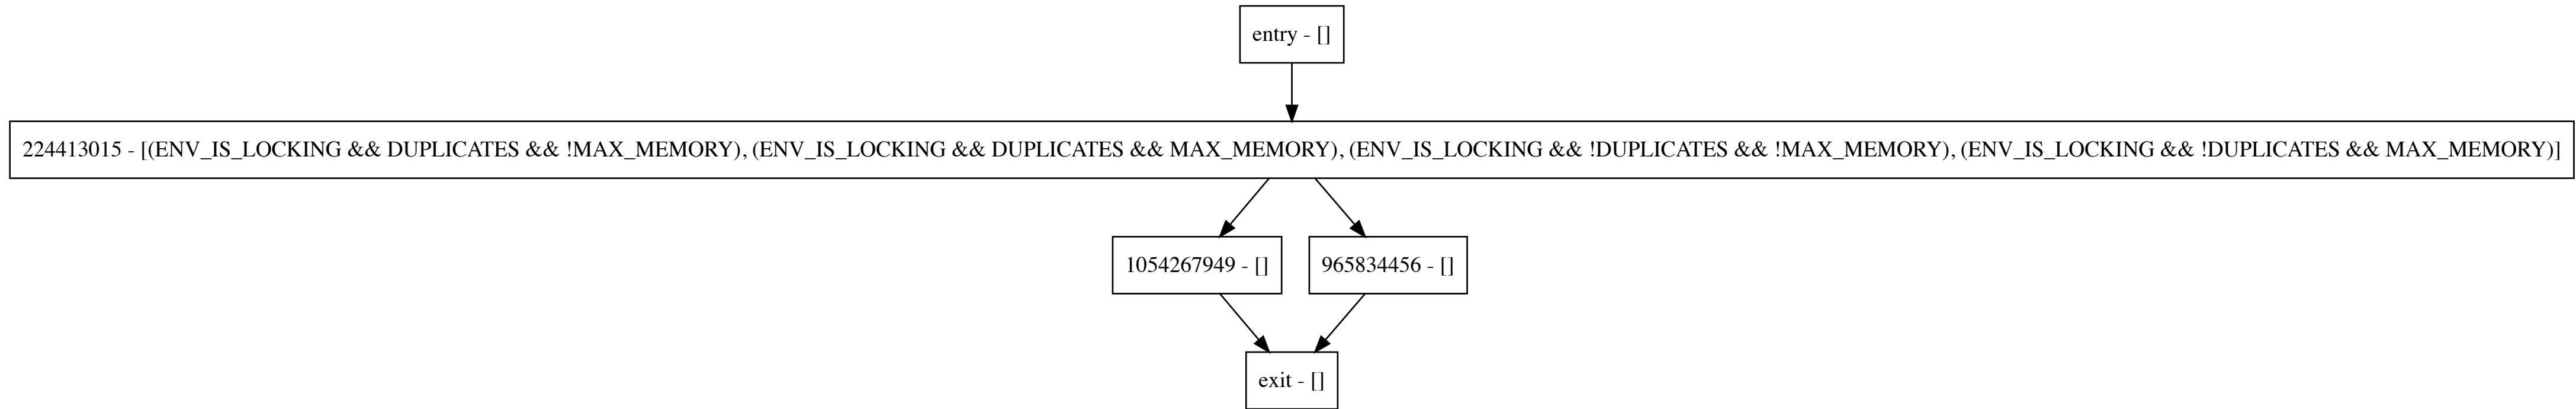 entry - []
224413015 - [(ENV_IS_LOCKING && DUPLICATES && !MAX_MEMORY), (ENV_IS_LOCKING && DUPLICATES && MAX_MEMORY), (ENV_IS_LOCKING && !DUPLICATES && !MAX_MEMORY), (ENV_IS_LOCKING && !DUPLICATES && MAX_MEMORY)]
1054267949 - []
965834456 - []
exit - []